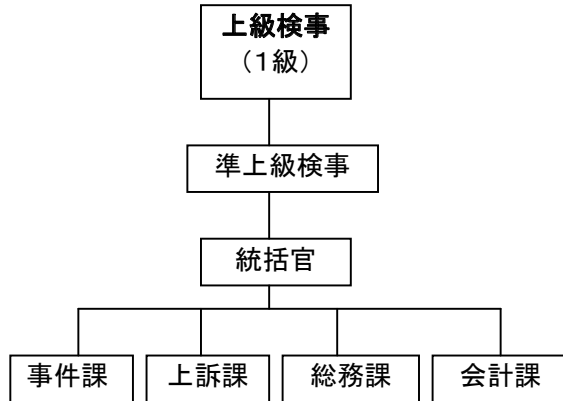 上級検事
（１級）
準上級検事
統括官
事件課
上訴課
総務課
会計課